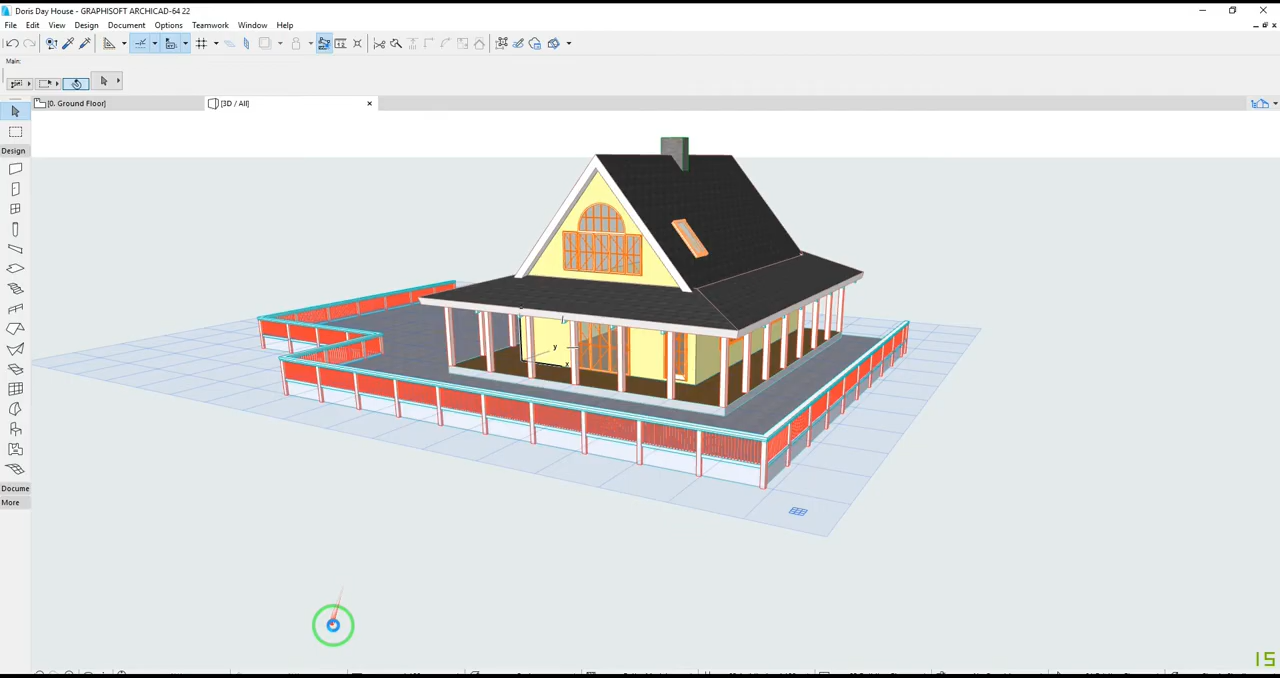 Doris Day House - GRAPHISOFT ARCHICAD-64 22
File Edit View Design Document Options Teamwork Window Help
Main:
[0. Ground Floor] [3D / All]
Design
y
x
Docume
More
15